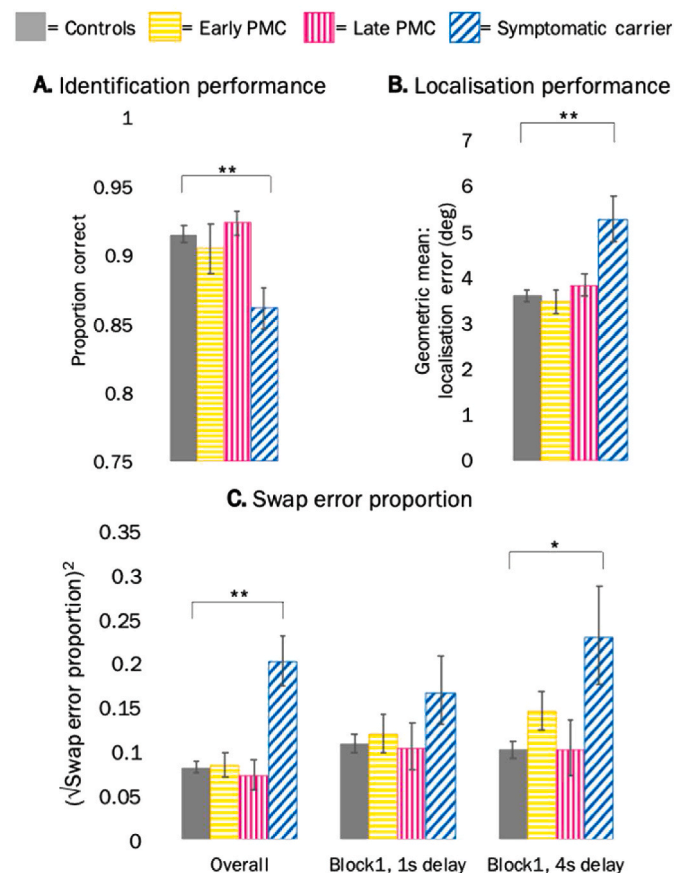 = Controls = Early PMC = Late PMC = Symptomatic carrier
A. Identification performance
B. Localisation performance
1
0.95
0.9
0.85
0.8
0.75
Proportion correct
**
7
6
5
4
3
2
1
0
Geometric mean:
localisation error (deg)
**
C. Swap error proportion
0.35
0.3
0.25
0.2
0.15
0.1
0.05
0
(√Swap error proportion)²
**
*
Overall
Block1, 1s delay
Block1, 4s delay